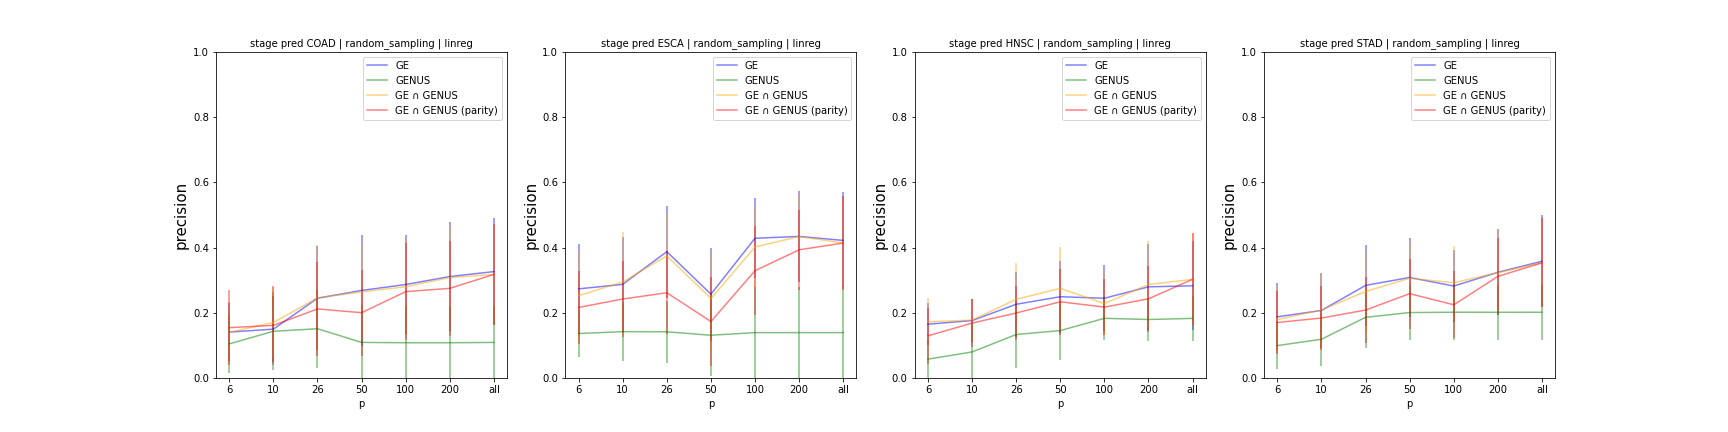 stage pred COAD | random_sampling | linreg
1.0
0.8
0.6
0.4
0.2
0.0
precision
GE
GENUS
GE ∩ GENUS
GE ∩ GENUS (parity)
6 10 26 50 100 200 all
p
stage pred ESCA | random_sampling | linreg
1.0
0.8
0.6
0.4
0.2
0.0
precision
GE
GENUS
GE ∩ GENUS
GE ∩ GENUS (parity)
6 10 26 50 100 200 all
p
stage pred HNSC | random_sampling | linreg
1.0
0.8
0.6
0.4
0.2
0.0
precision
GE
GENUS
GE ∩ GENUS
GE ∩ GENUS (parity)
6 10 26 50 100 200 all
p
stage pred STAD | random_sampling | linreg
1.0
0.8
0.6
0.4
0.2
0.0
precision
GE
GENUS
GE ∩ GENUS
GE ∩ GENUS (parity)
6 10 26 50 100 200 all
p